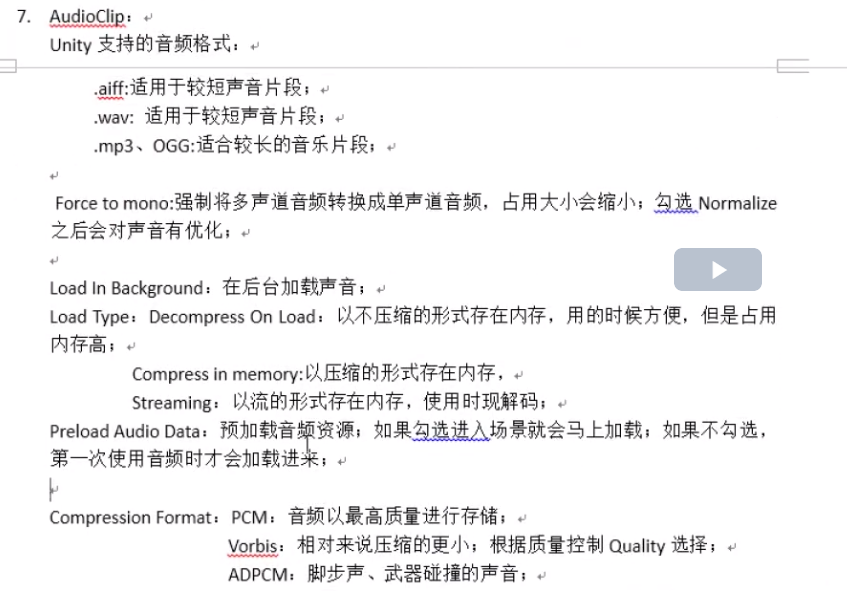 7. AudioClip：
Unity 支持的音频格式：
.aiff:适用于较短声音片段；
.wav: 适用于较短声音片段；
.mp3、OGG:适合较长的音乐片段；
Force to mono:强制将多声道音频转换成单声道音频，占用大小会缩小；勾选 Normalize
之后会对声音有优化；
Load In Background：在后台加载声音；
Load Type：Decompress On Load：以不压缩的形式存在内存，用的时候方便，但是占用
内存高；
Compress in memory:以压缩的形式存在内存，
Streaming：以流的形式存在内存，使用时现解码；
Preload Audio Data：预加载音频资源；如果勾选进入场景就会马上加载；如果不勾选，
第一次使用音频时才会加载进来；
Compression Format：PCM：音频以最高质量进行存储；
Vorbis：相对来说压缩的更小；根据质量控制 Quality 选择；
ADPCM：脚步声、武器碰撞的声音；